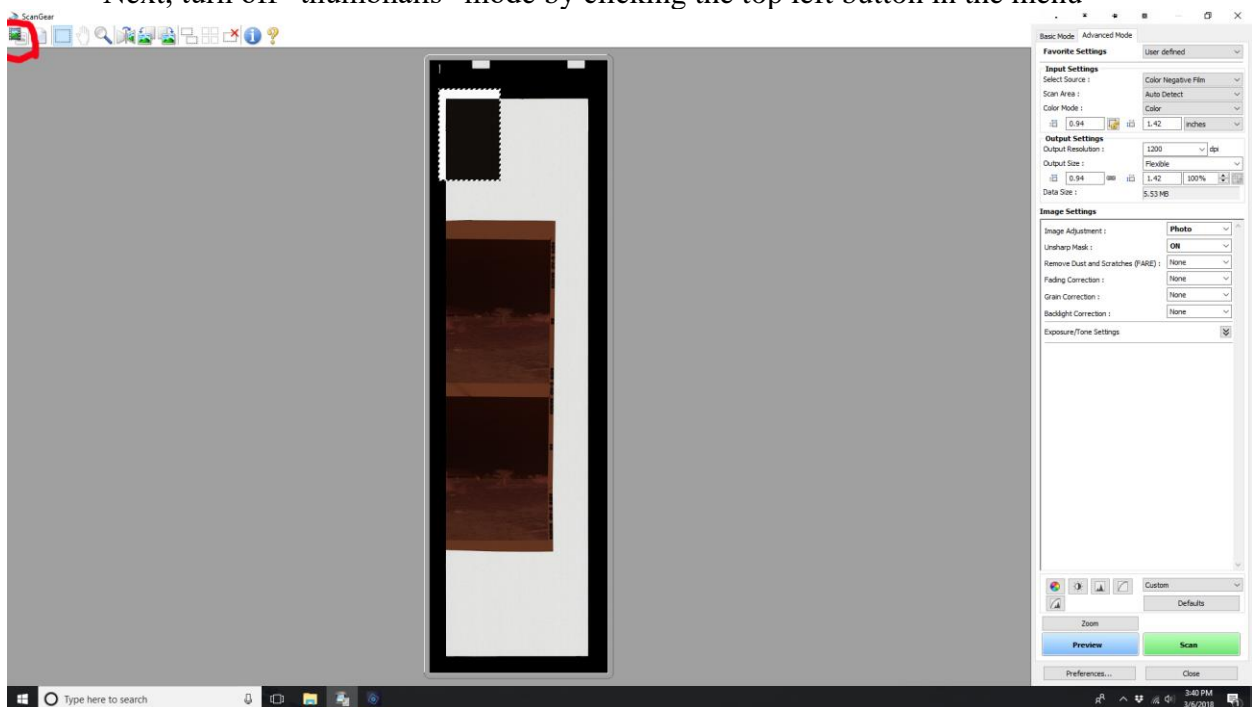 Next, turn off "thumbnails" mode by clicking the top left button in the menu
ScanGear
Basic Mode Advanced Mode
Favorite Settings User defined
Input Settings
Select Source : Color Negative Film
Scan Area : Auto Detect
Color Mode : Color
0.94 1.42 inches
Output Settings
Output Resolution : 1200 dpi
Output Size : Flexible
0.94 1.42 100%
Data Size : 5.53 MB
Image Settings
Image Adjustment : Photo
Unsharp Mask : ON
Remove Dust and Scratches (FARE) : None
Fading Correction : None
Grain Correction : None
Backlight Correction : None
Exposure/Tone Settings
Custom
Defaults
Zoom
Preview Scan
Preferences... Close
Type here to search
3:40 PM
3/6/2018